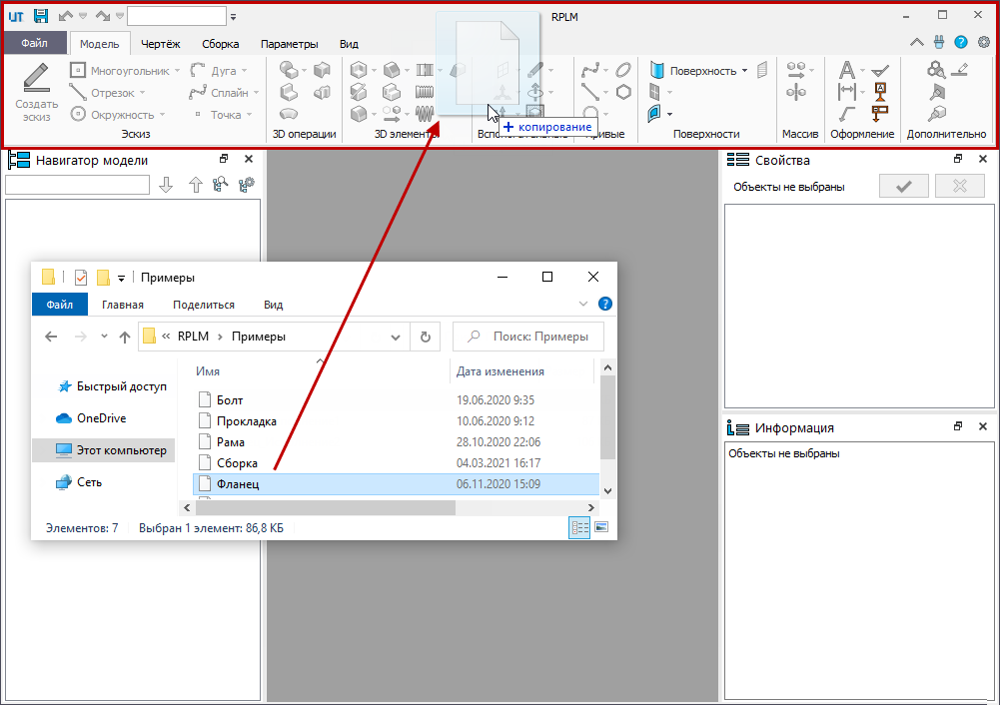 UT
RPLM
Файл
Модель
Чертёж
Сборка
Параметры
Вид
Создать
эскиз
Многоугольник
Дуга
Отрезок
Сплайн
Окружность
Точка
Эскиз
3D операции
3D элементы
Поверхность
Поверхности
Массив
Оформление
Дополнительно
копирование
Навигатор модели
Свойства
Объекты не выбраны
Примеры
Файл
Главная
Поделиться
Вид
« RPLM › Примеры
Поиск: Примеры
Имя
Дата изменения
Быстрый доступ
OneDrive
Этот компьютер
Сеть
Болт 19.06.2020 9:35
Прокладка 10.06.2020 9:12
Рама 28.10.2020 22:06
Сборка 04.03.2021 16:17
Фланец 06.11.2020 15:09
Элементов: 7
Выбран 1 элемент: 86,8 КБ
Информация
Объекты не выбраны